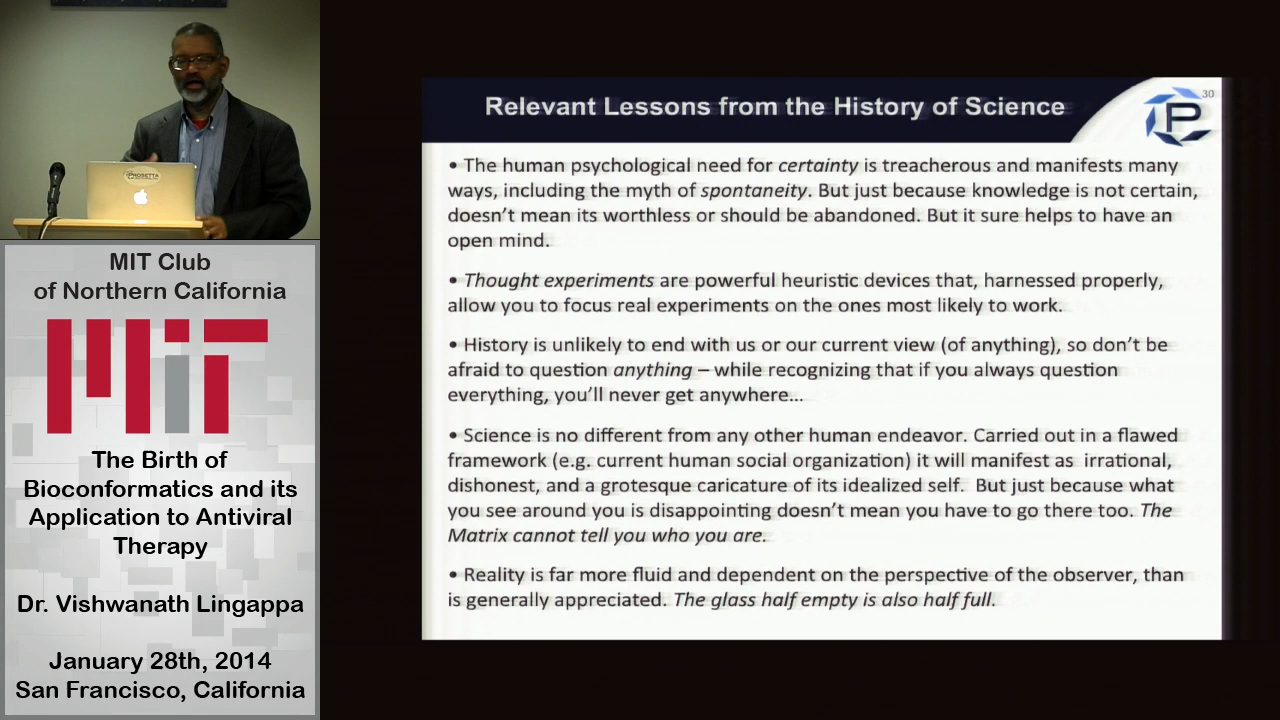 PROSETTA
MIT Club
of Northern California
MIT
The Birth of
Bioconformatics and its
Application to Antiviral
Therapy
Dr. Vishwanath Lingappa
January 28th, 2014
San Francisco, California
Relevant Lessons from the History of Science
30
P
• The human psychological need for certainty is treacherous and manifests many
ways, including the myth of spontaneity. But just because knowledge is not certain,
doesn't mean its worthless or should be abandoned. But it sure helps to have an
open mind.
• Thought experiments are powerful heuristic devices that, harnessed properly,
allow you to focus real experiments on the ones most likely to work.
• History is unlikely to end with us or our current view (of anything), so don't be
afraid to question anything – while recognizing that if you always question
everything, you'll never get anywhere...
• Science is no different from any other human endeavor. Carried out in a flawed
framework (e.g. current human social organization) it will manifest as irrational,
dishonest, and a grotesque caricature of its idealized self. But just because what
you see around you is disappointing doesn't mean you have to go there too. The
Matrix cannot tell you who you are.
• Reality is far more fluid and dependent on the perspective of the observer, than
is generally appreciated. The glass half empty is also half full.